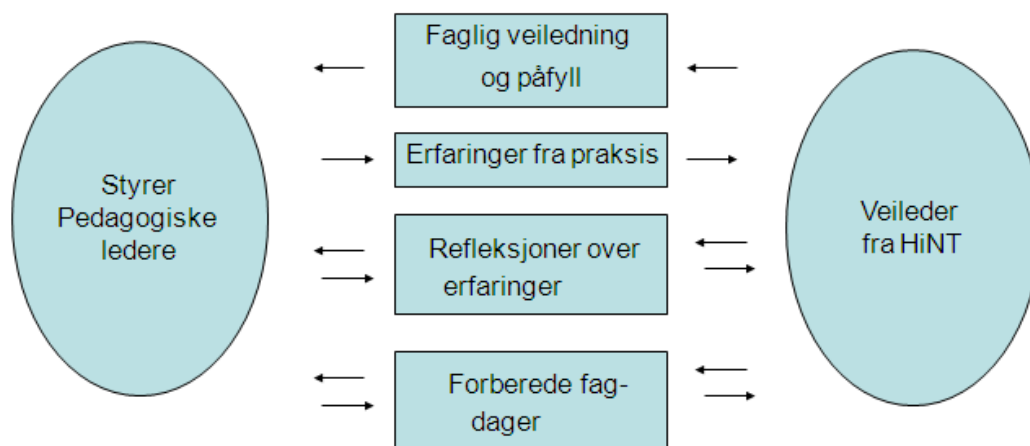 Faglig veiledning
og påfyll
Erfaringer fra praksis
Styrer
Pedagogiske
ledere
Veileder
fra HiNT
Refleksjoner over
erfaringer
Forberede fag-
dager